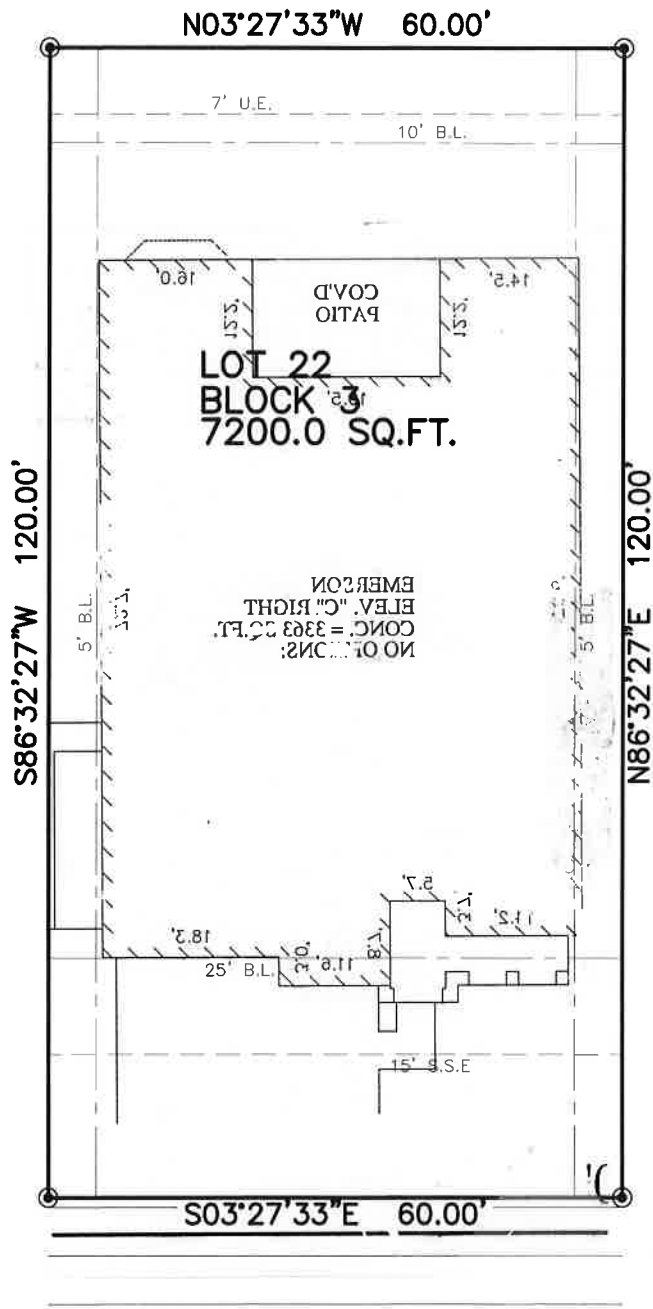 N03°27'33"W 60.00'
7' U.E.
10' B.L.
16.0'
14.5'
COV'D
PATIO
12.2'
12.2'
LOT 22
BLOCK 3
7200.0 SQ.FT.
S86°32'27"W 120.00'
N86°32'27"E 120.00'
5' B.L.
5' B.L.
EMERSON
ELEV. "C" RIGHT
CONC. = 3363 SQ.FT.
NO
5.7'
3.7'
11.2'
18.3'
3.0'
11.6'
8.7'
25' B.L.
15' S.S.E
S03°27'33"E 60.00'